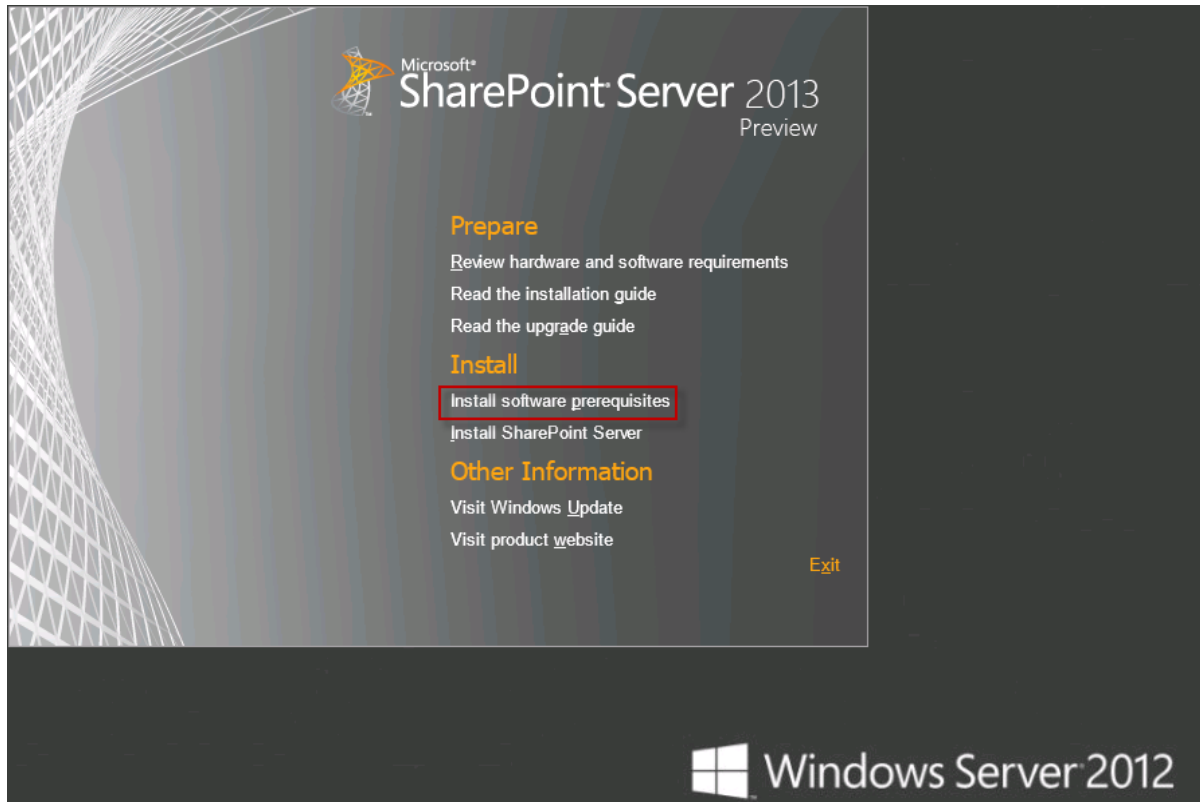 Microsoft®
SharePoint® Server 2013
Preview
Prepare
Review hardware and software requirements
Read the installation guide
Read the upgrade guide
Install
Install software prerequisites
Install SharePoint Server
Other Information
Visit Windows Update
Visit product website
Exit
Windows Server® 2012